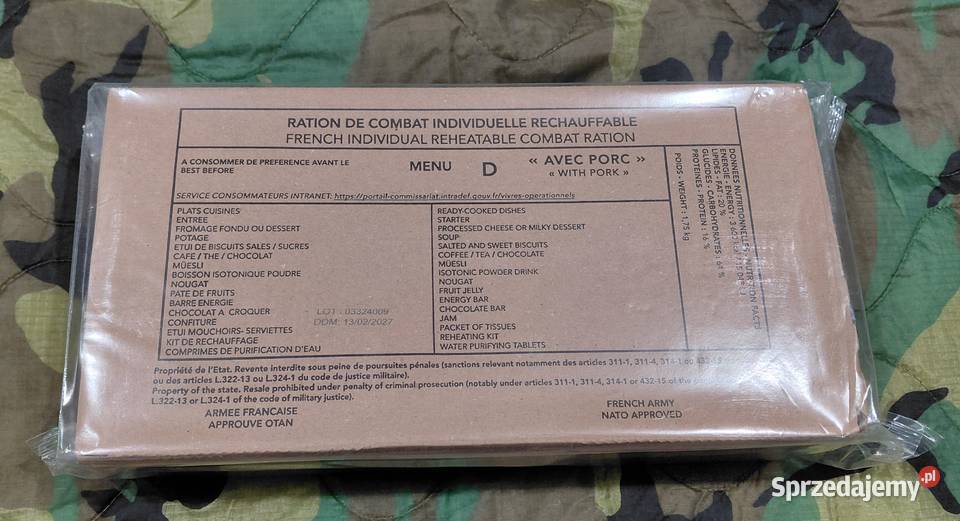 RATION DE COMBAT INDIVIDUELLE RECHAUFFABLE
FRENCH INDIVIDUAL REHEATABLE COMBAT RATION
A CONSOMMER DE PREFERENCE AVANT LE
BEST BEFORE
MENU D
« AVEC PORC »
« WITH PORK »
SERVICE CONSOMMATEURS INTRANET: https://portail-commissariat.intradef.gouv.fr/vivres-operationnels
PLATS CUISINES
ENTREE
FROMAGE FONDU OU DESSERT
POTAGE
ETUI DE BISCUITS SALES / SUCRES
CAFE / THE / CHOCOLAT
MÜESLI
BOISSON ISOTONIQUE POUDRE
NOUGAT
PATE DE FRUITS
BARRE ENERGIE
CHOCOLAT A CROQUER
CONFITURE
ETUI MOUCHOIRS- SERVIETTES
KIT DE RECHAUFFAGE
COMPRIMES DE PURIFICATION D'EAU
LOT : 03324009
DDM: 13/02/2027
READY-COOKED DISHES
STARTER
PROCESSED CHEESE OR MILKY DESSERT
SOUP
SALTED AND SWEET BISCUITS
COFFEE / TEA / CHOCOLATE
MÜESLI
ISOTONIC POWDER DRINK
NOUGAT
FRUIT JELLY
ENERGY BAR
CHOCOLATE BAR
JAM
PACKET OF TISSUES
REHEATING KIT
WATER PURIFYING TABLETS
DONNEES NUTRITIONNELLES - NUTRITION FACTS
ENERGIE - ENERGY :
LIPIDES - FAT : 20 %
GLUCIDES - CARBOHYDRATES : %
PROTEINES - PROTEIN : 16 %
POIDS - WEIGHT : 1,75 kg
Propriété de l'Etat. Revente interdite sous peine de poursuites pénales (sanctions relevant notamment des articles 311-1, 311-4, 314-1 ou 432-15
ou des articles L.322-13 ou L.324-1 du code de justice militaire).
Property of the state. Resale prohibited under penalty of criminal prosecution (notably under articles 311-1, 311-4, 314-1 or 432-15 of the
L.322-13 or L.324-1 of the code of military justice).
ARMEE FRANCAISE
APPROUVE OTAN
FRENCH ARMY
NATO APPROVED
Sprzedajemy.pl